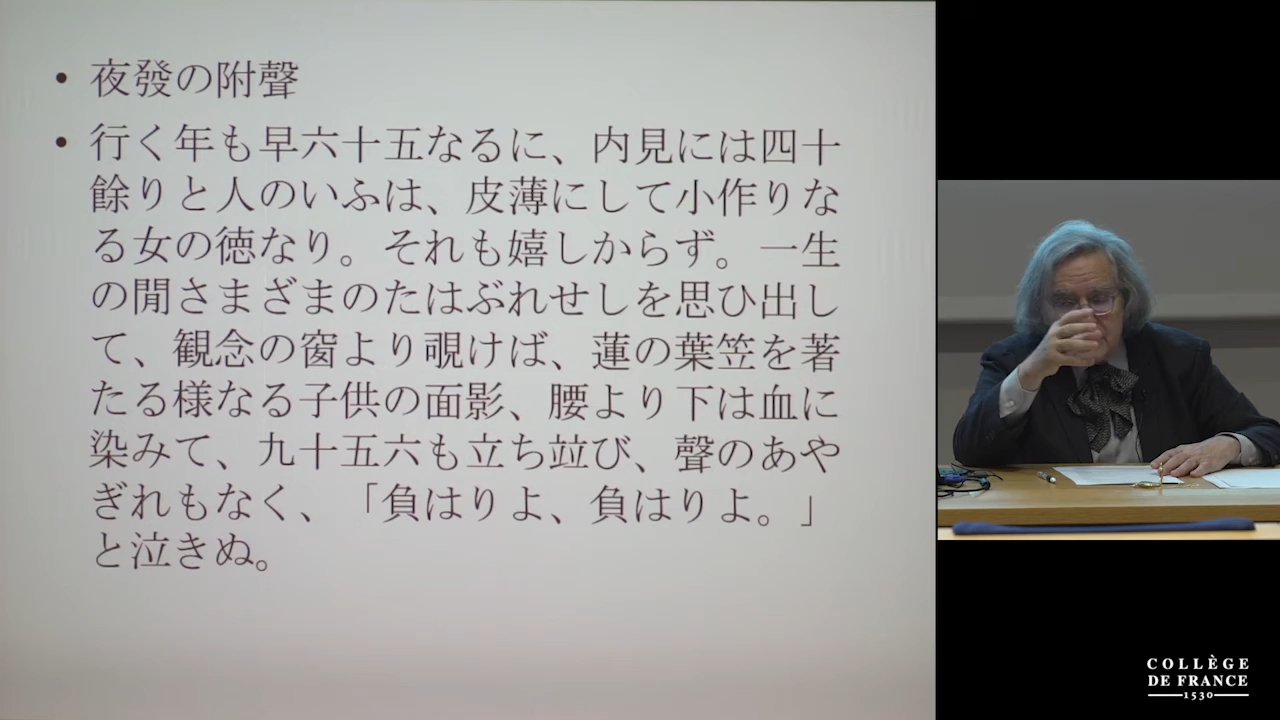 • 夜發の附聲
• 行く年も早六十五なるに、内見には四十
餘りと人のいふは、皮薄にして小作りな
る女の徳なり。それも嬉しからず。一生
の閒さまざまのたはぶれせしを思ひ出し
て、観念の窗より覗けば、蓮の葉笠を著
たる様なる子供の面影、腰より下は血に
染みて、九十五六も立ち竝び、聲のあや
ぎれもなく、「負はりよ、負はりよ。」
と泣きぬ。
COLLÈGE
DE FRANCE
1530